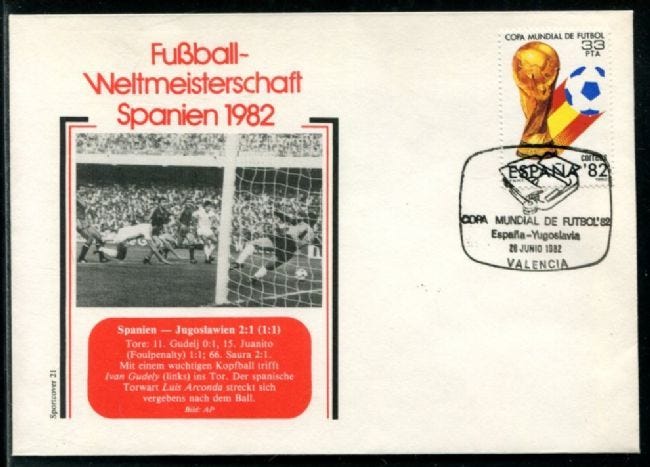 Fußball-
Weltmeisterschaft
Spanien 1982
Spanien — Jugoslawien 2:1 (1:1)
Tore: 11. Gudelj 0:1, 15. Juanito
(Foulpenalty) 1:1; 66. Saura 2:1.
Mit einem wuchtigen Kopfball trifft
Ivan Gudely (links) ins Tor. Der spanische
Torwart Luis Arconda streckt sich
vergebens nach dem Ball.
Bild: AP
Sportcover 21
COPA MUNDIAL DE FUTBOL
33
PTA
correos
ESPAÑA '82
COPA MUNDIAL DE FUTBOL'82
España-Yugoslavia
JUNIO 1982
VALENCIA